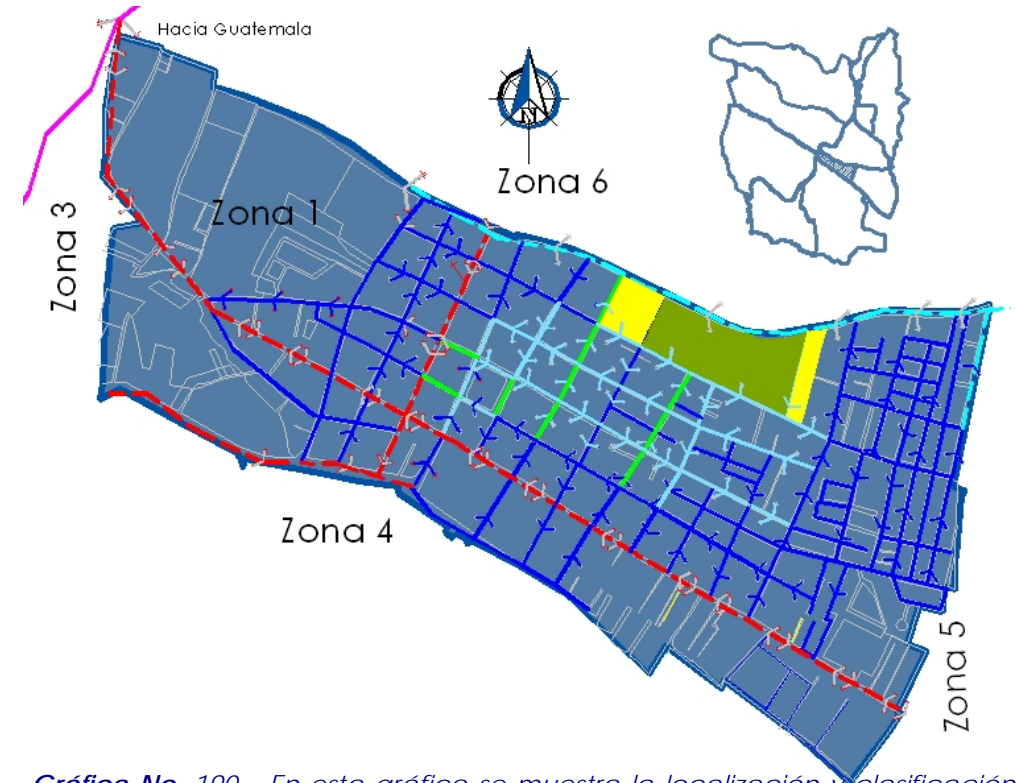 Hacia Guatemala
N
Zona 6
Zona 1
Zona 3
Zona 4
Zona 5
Gráfica No. 190.- En esta gráfica se muestra la localización y clasificación